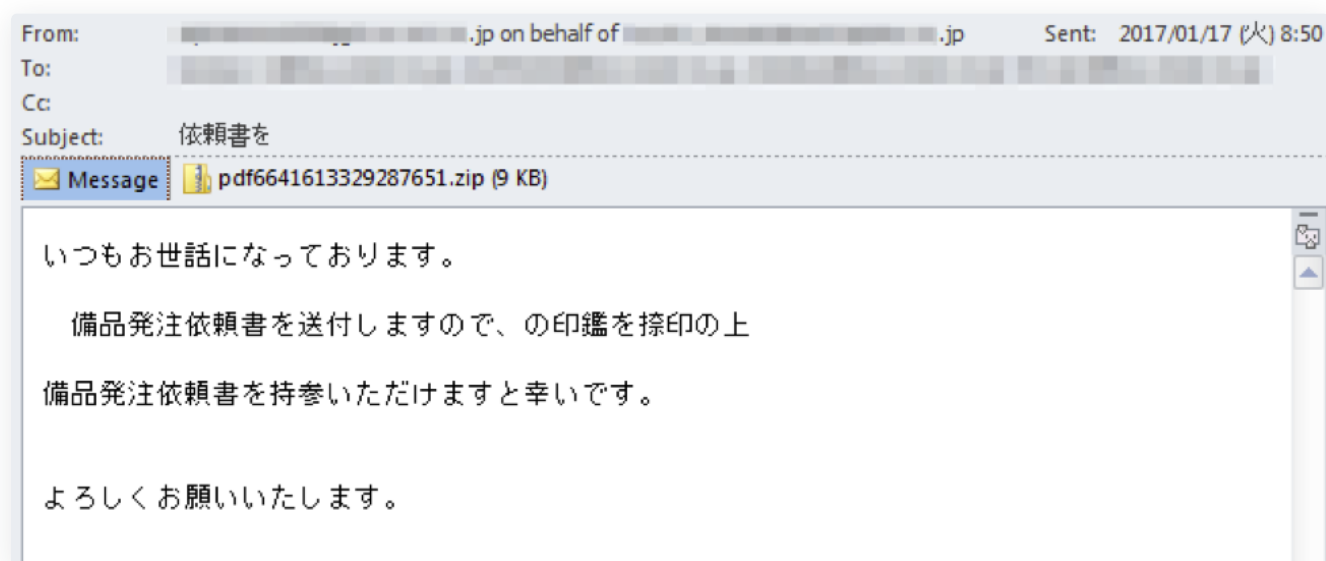 From: .jp on behalf of .jp Sent: 2017/01/17 (火) 8:50
To:
Cc:
Subject: 依頼書を
Message pdf6641613329287651.zip (9 KB)
いつもお世話になっております。
備品発注依頼書を送付しますので、の印鑑を捺印の上
備品発注依頼書を持参いただけますと幸いです。
よろしくお願いいたします。